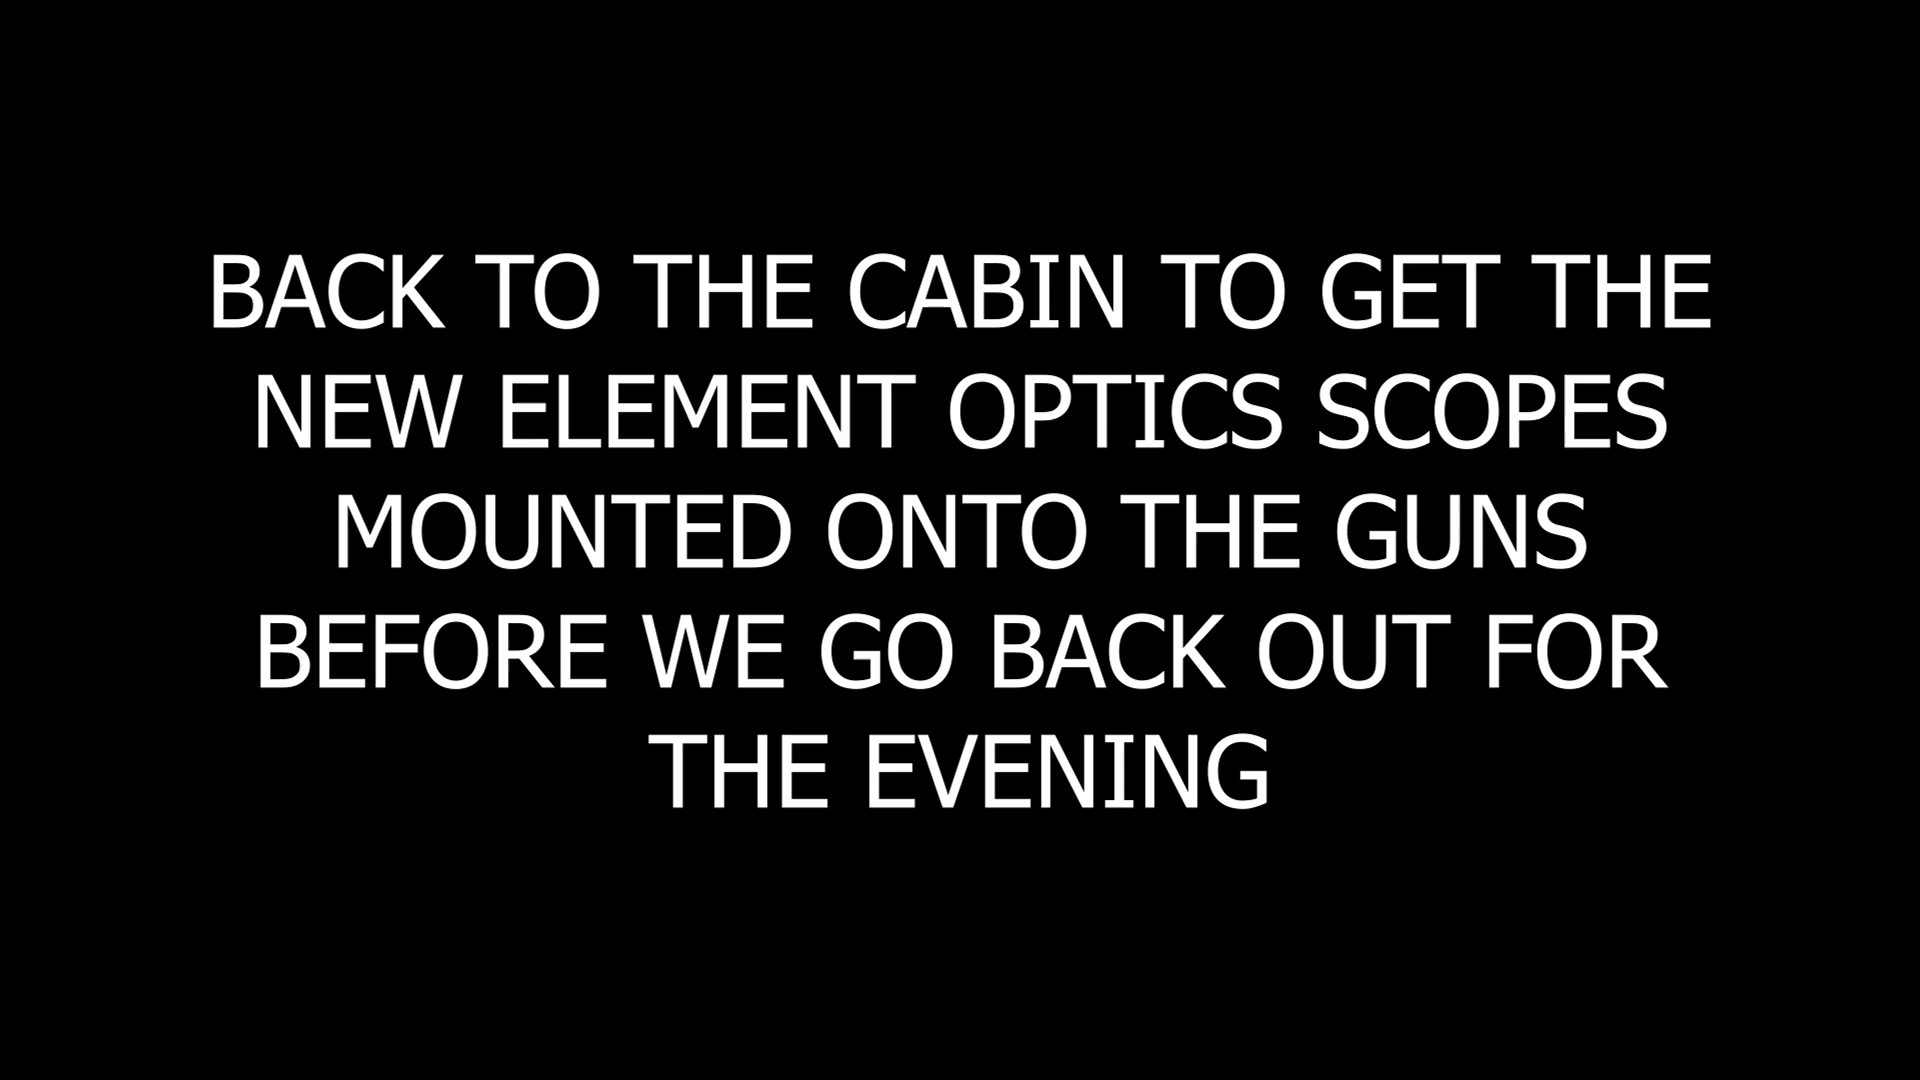 BACK TO THE CABIN TO GET THE
NEW ELEMENT OPTICS SCOPES
MOUNTED ONTO THE GUNS
BEFORE WE GO BACK OUT FOR
THE EVENING